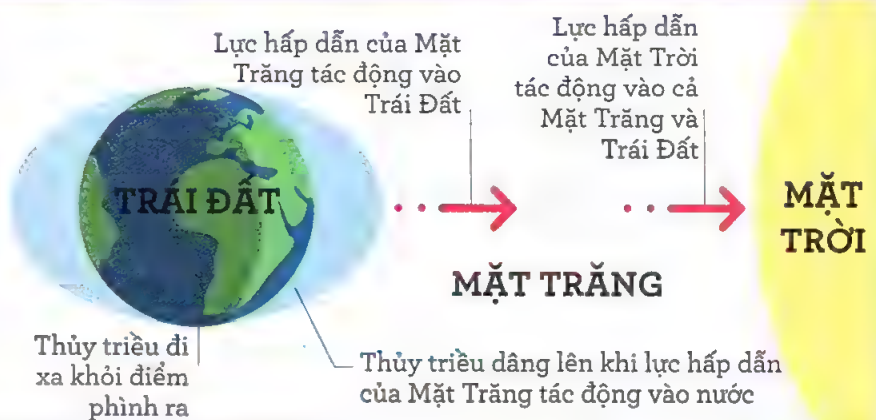 Lực hấp dẫn của Mặt
Trăng tác động vào
Trái Đất
Lực hấp dẫn
của Mặt Trời
tác động vào cả
Mặt Trăng và
Trái Đất
TRÁI ĐẤT
MẶT
TRỜI
MẶT TRĂNG
Thủy triều đi
xa khỏi điểm
phình ra
Thủy triều dâng lên khi lực hấp dẫn
của Mặt Trăng tác động vào nước